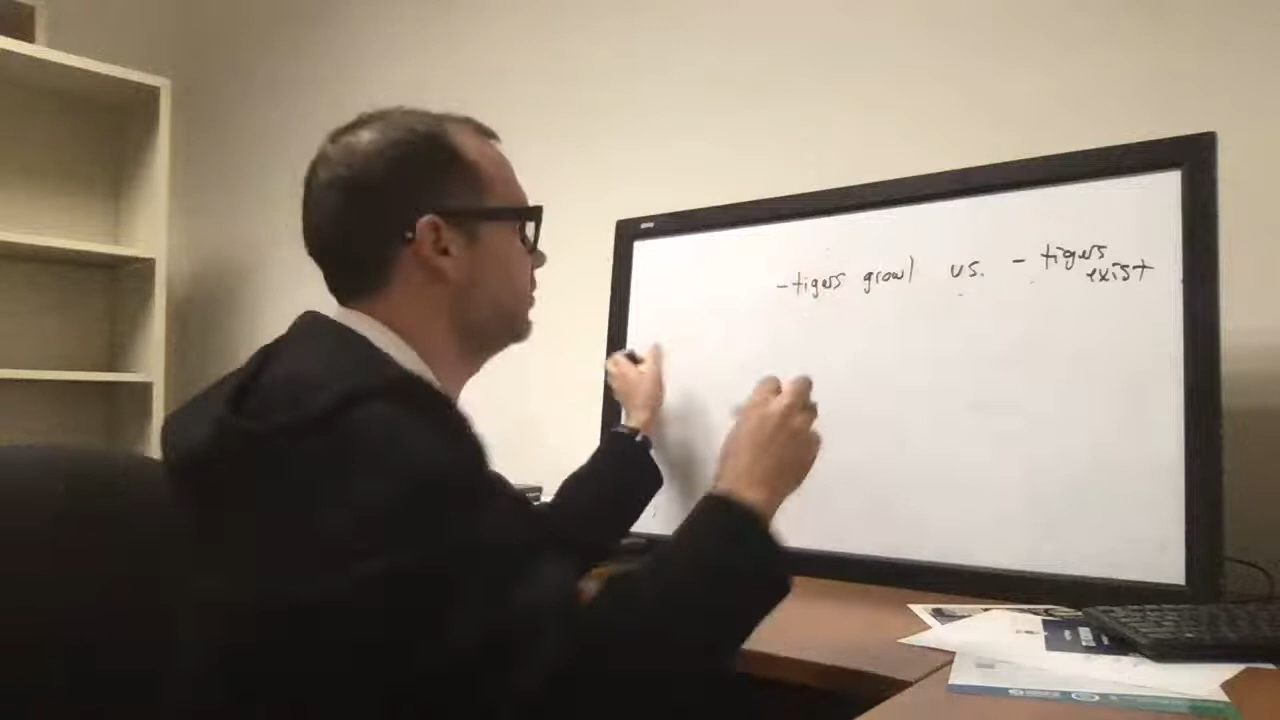 - tigers growl vs. - tigers
exist